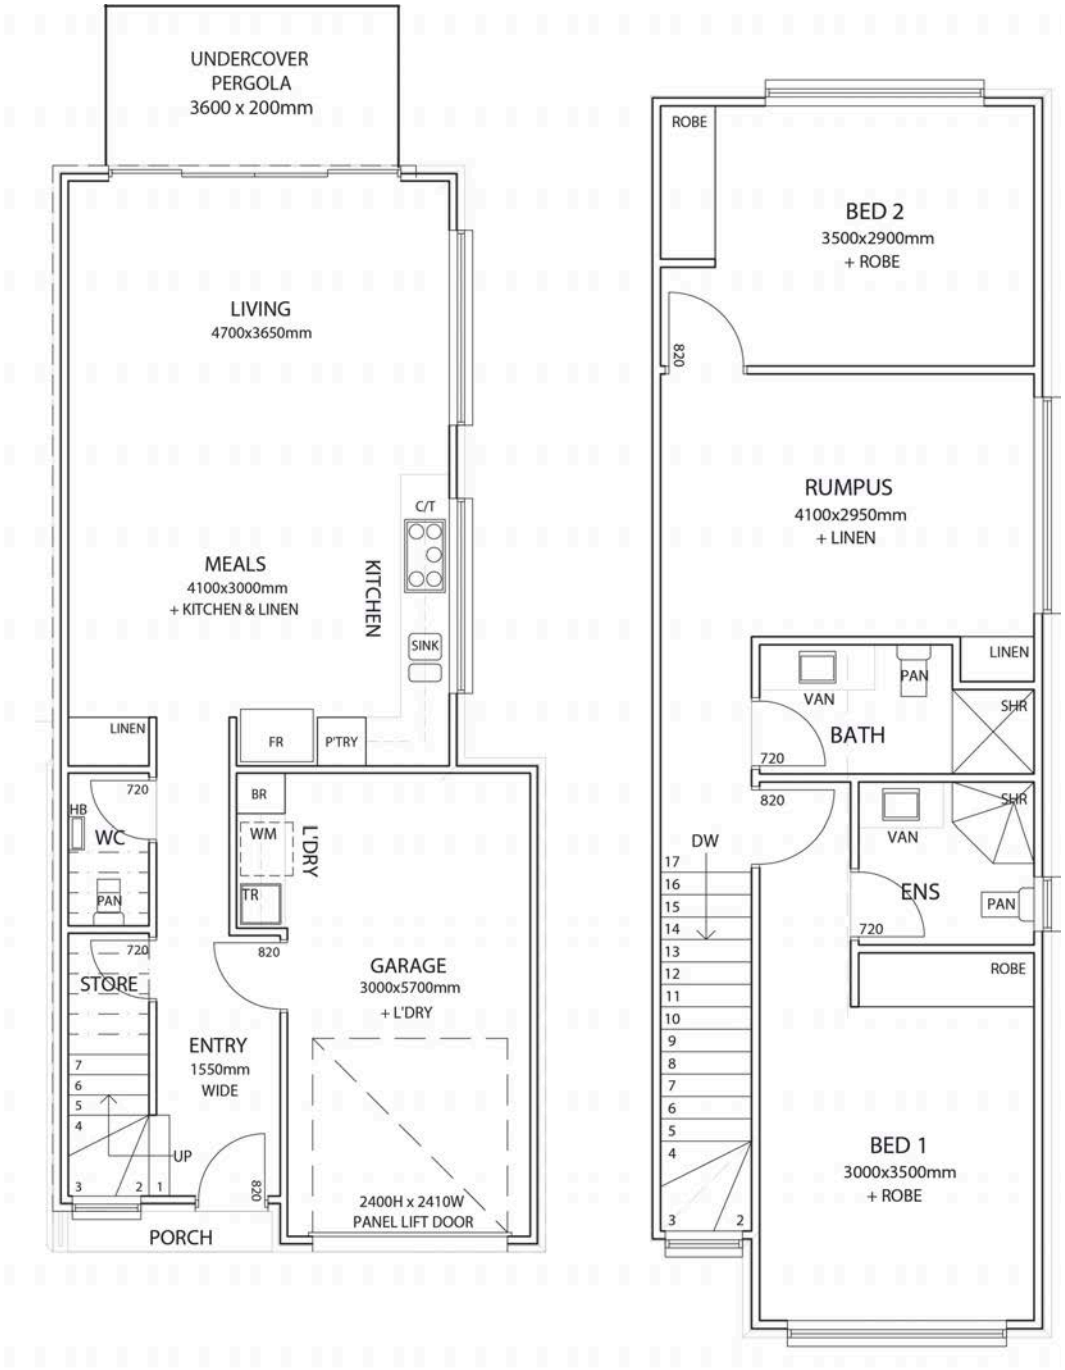 UNDERCOVER
PERGOLA
3600 x 200mm
LIVING
4700x3650mm
C/T
MEALS
4100x3000mm
+ KITCHEN & LINEN
KITCHEN
SINK
LINEN
FR
P'TRY
720
HB
WC
PAN
BR
WM
L'DRY
TR
720
STORE
820
GARAGE
3000x5700mm
+ L'DRY
ENTRY
1550mm
WIDE
7
6
5
4
UP
3
2
1
820
2400H x 2410W
PANEL LIFT DOOR
PORCH
ROBE
BED 2
3500x2900mm
+ ROBE
820
RUMPUS
4100x2950mm
+ LINEN
LINEN
VAN
PAN
SHR
BATH
720
820
SHR
VAN
DW
ENS
PAN
720
17
16
15
14
13
12
11
10
9
8
7
6
5
4
3
2
ROBE
BED 1
3000x3500mm
+ ROBE